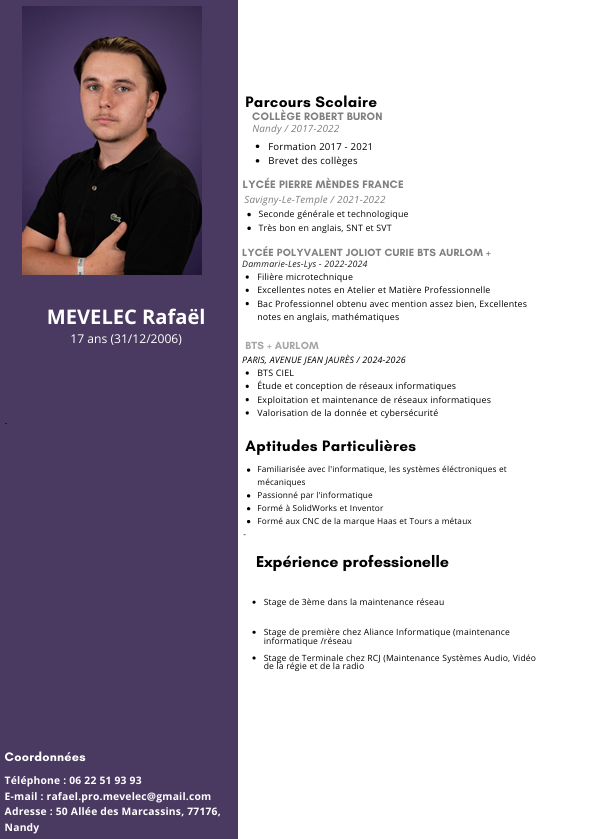 MEVELEC Rafaël
17 ans (31/12/2006)
Coordonnées
Téléphone : 06 22 51 93 93
E-mail : rafael.pro.mevelec@gmail.com
Adresse : 50 Allée des Marcassins, 77176,
Nandy
Parcours Scolaire
COLLÈGE ROBERT BURON
Nandy / 2017-2022
• Formation 2017 - 2021
• Brevet des collèges
LYCÉE PIERRE MÈNDES FRANCE
Savigny-Le-Temple / 2021-2022
• Seconde générale et technologique
• Très bon en anglais, SNT et SVT
LYCÉE POLYVALENT JOLIOT CURIE BTS AURLOM +
Dammarie-Les-Lys - 2022-2024
• Filière microtechnique
• Excellentes notes en Atelier et Matière Professionnelle
• Bac Professionnel obtenu avec mention assez bien, Excellentes
notes en anglais, mathématiques
BTS + AURLOM
PARIS, AVENUE JEAN JAURÈS / 2024-2026
• BTS CIEL
• Étude et conception de réseaux informatiques
• Exploitation et maintenance de réseaux informatiques
• Valorisation de la donnée et cybersécurité
Aptitudes Particulières
• Familiarisée avec l'informatique, les systèmes éléctroniques et
mécaniques
• Passionné par l'informatique
• Formé à SolidWorks et Inventor
• Formé aux CNC de la marque Haas et Tours a métaux
-
Expérience professionelle
• Stage de 3ème dans la maintenance réseau
• Stage de première chez Aliance Informatique (maintenance
informatique /réseau
• Stage de Terminale chez RCJ (Maintenance Systèmes Audio, Vidéo
de la régie et de la radio